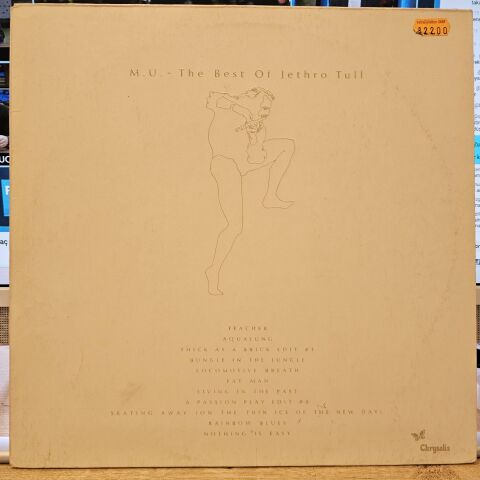 82200
M.U. - The Best Of Jethro Tull
TEACHER
AQUALUNG
THICK AS A BRICK EDIT #1
BUNGLE IN THE JUNGLE
LOCOMOTIVE BREATH
FAT MAN
LIVING IN THE PAST
A PASSION PLAY EDIT #8
SKATING AWAY (ON THE THIN ICE OF THE NEW DAY)
RAINBOW BLUES
NOTHING IS EASY
Chrysalis